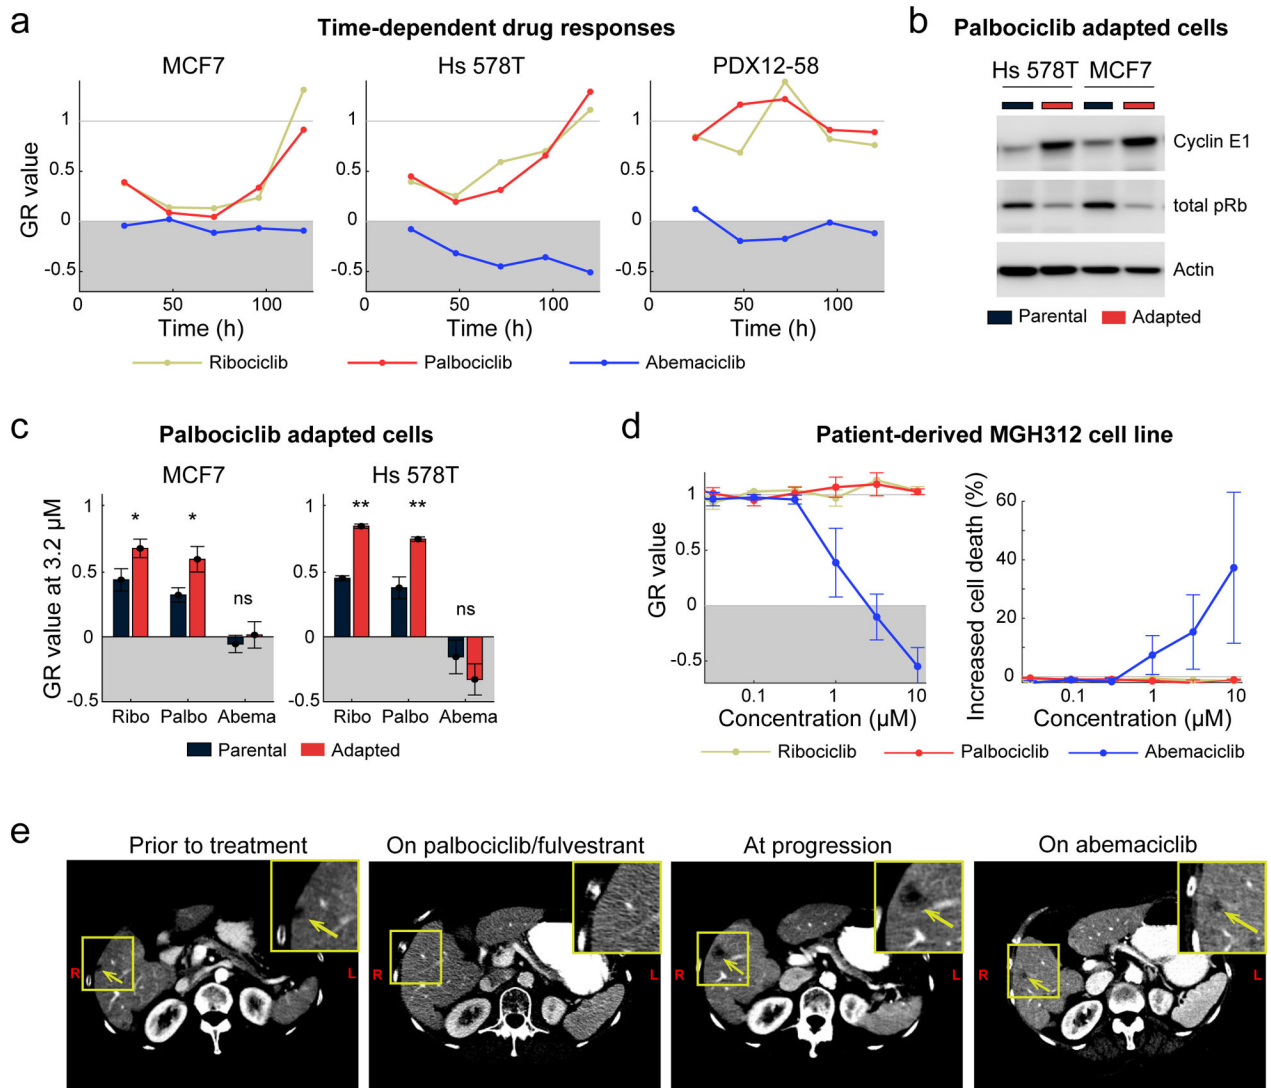 a
Time-dependent drug responses
MCF7
Hs 578T
PDX12-58
GR value
1
0.5
0
-0.5
0
50
100
Time (h)
1
0.5
0
-0.5
0
50
100
Time (h)
1
0.5
0
-0.5
0
50
100
Time (h)
Ribociclib
Palbociclib
Abemaciclib
b
Palbociclib adapted cells
Hs 578T MCF7
Cyclin E1
total pRb
Actin
Parental Adapted
c
Palbociclib adapted cells
MCF7
Hs 578T
GR value at 3.2 µM
1
0.5
0
-0.5
* * ns
Ribo Palbo Abema
1
0.5
0
-0.5
** ** ns
Ribo Palbo Abema
Parental Adapted
d
Patient-derived MGH312 cell line
GR value
1
0.5
0
-0.5
0.1 1 10
Concentration (µM)
Increased cell death (%)
60
40
20
0
0.1 1 10
Concentration (µM)
Ribociclib
Palbociclib
Abemaciclib
e
Prior to treatment
On palbociclib/fulvestrant
At progression
On abemaciclib
R L
R L
R L
R L